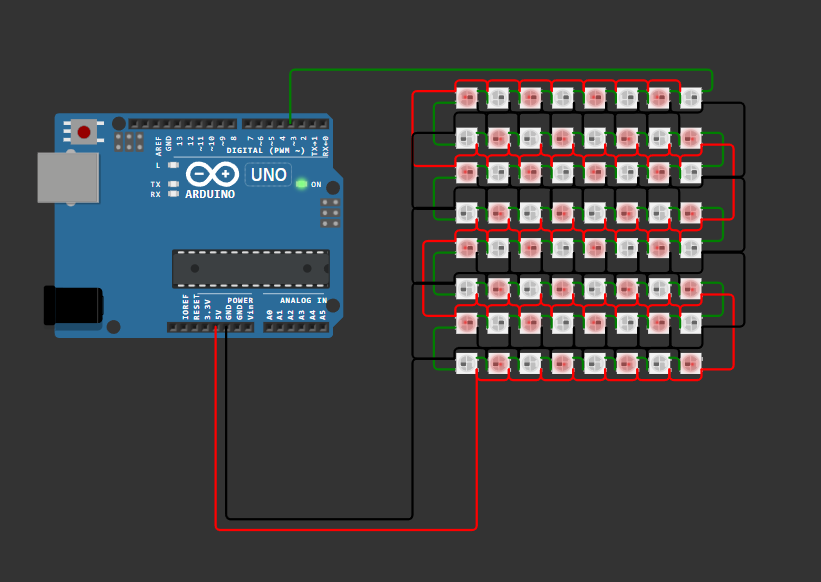 AREF
GND
13
12
~11
~10
~9
8
7
~6
~5
4
~3
2
TX→1
RX←0
DIGITAL (PWM ~)
L
TX
RX
ARDUINO
UNO
ON
IOREF
RESET
3.3V
5V
GND
GND
Vin
POWER
ANALOG IN
A0
A1
A2
A3
A4
A5